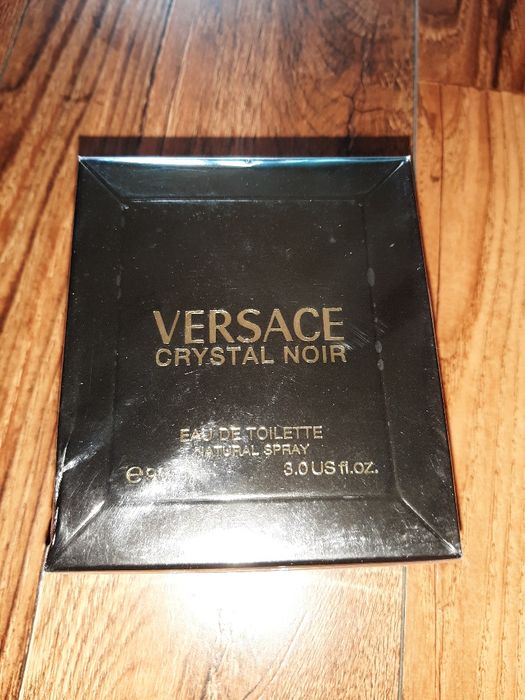 VERSACE
CRYSTAL NOIR
EAU DE TOILETTE
NATURAL SPRAY
3.0 US fl.oz.